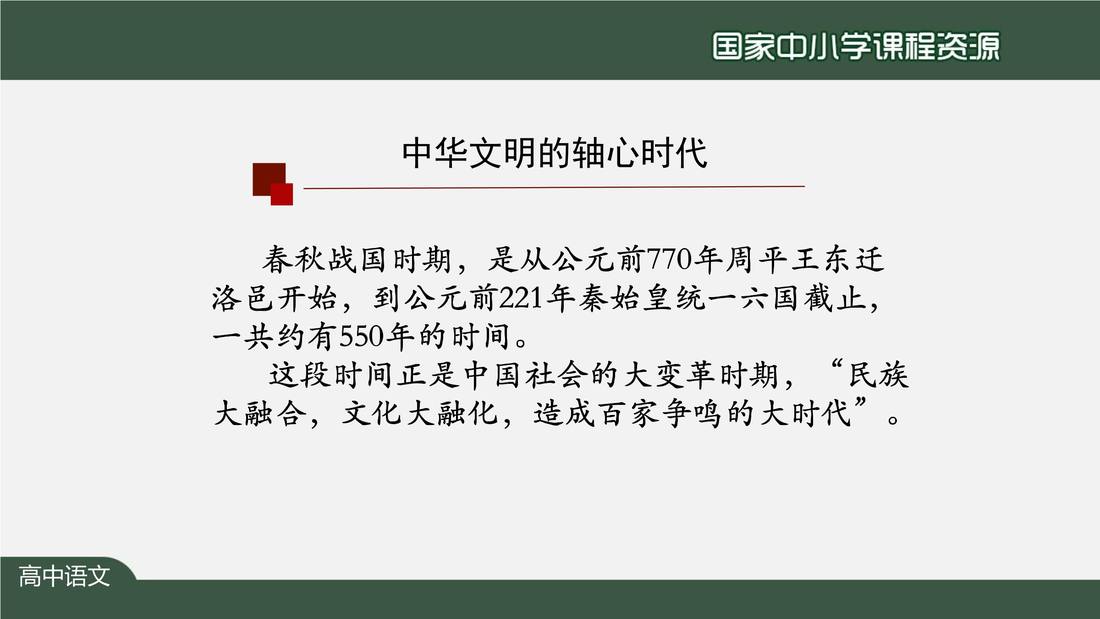 国家中小学课程资源
中华文明的轴心时代
春秋战国时期，是从公元前770年周平王东迁
洛邑开始，到公元前221年秦始皇统一六国截止，
一共约有550年的时间。
这段时间正是中国社会的大变革时期，“民族
大融合，文化大融化，造成百家争鸣的大时代”。
高中语文